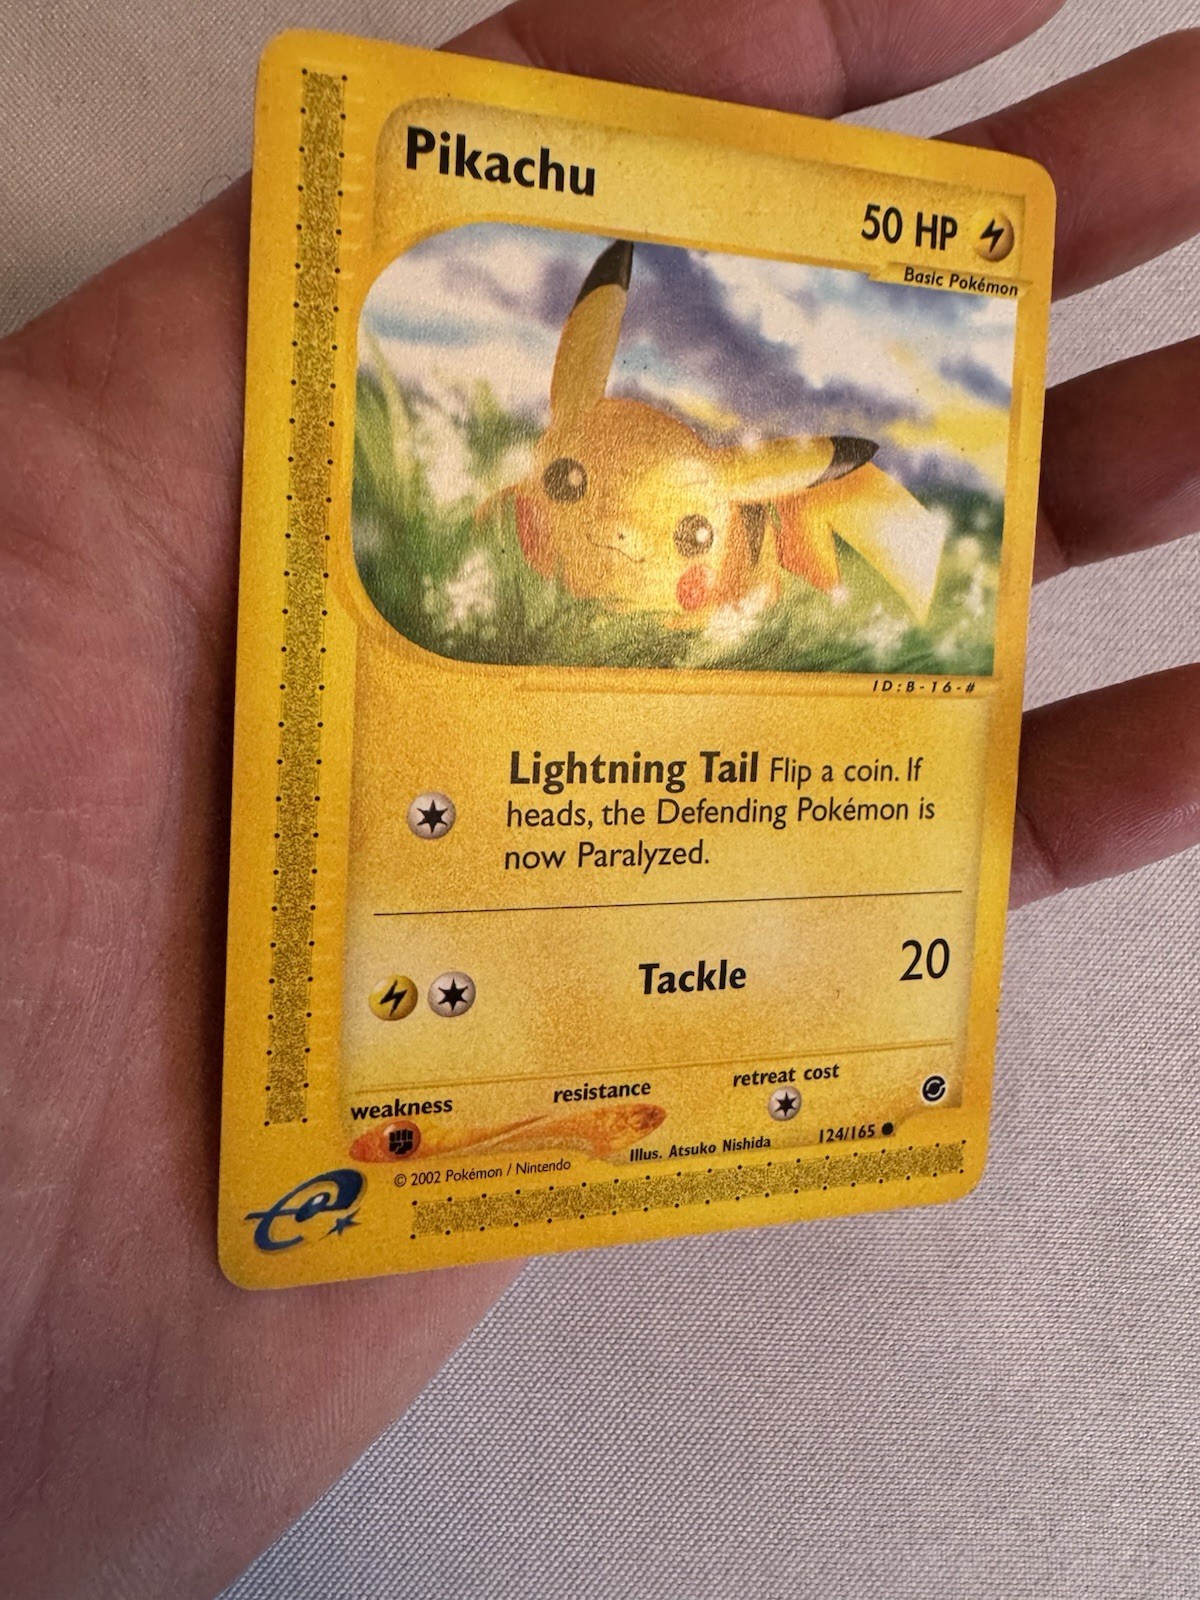 Pikachu
50 HP
Basic Pokémon
ID:B-16-#
Lightning Tail Flip a coin. If
heads, the Defending Pokémon is
now Paralyzed.
Tackle 20
weakness resistance retreat cost
Illus. Atsuko Nishida 124/165 ●
© 2002 Pokémon / Nintendo
e